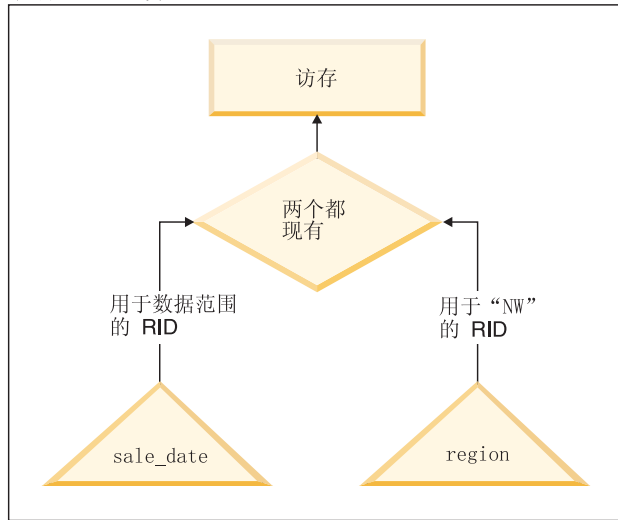 访存
两个都
现有
用于数据范围
的 RID
用于“NW”
的 RID
sale_date
region